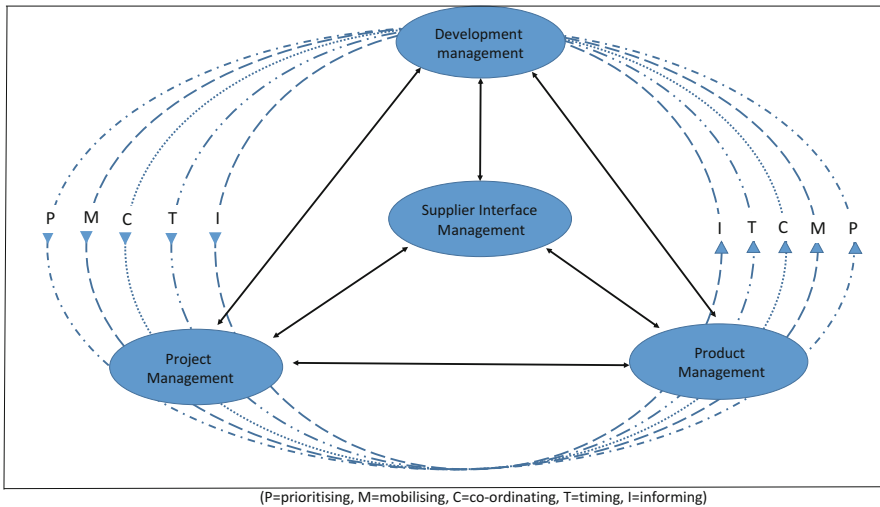 Development
management
P M C T I
Supplier Interface
Management
I T C M P
Project
Management
Product
Management
(P=prioritising, M=mobilising, C=co-ordinating, T=timing, I=informing)